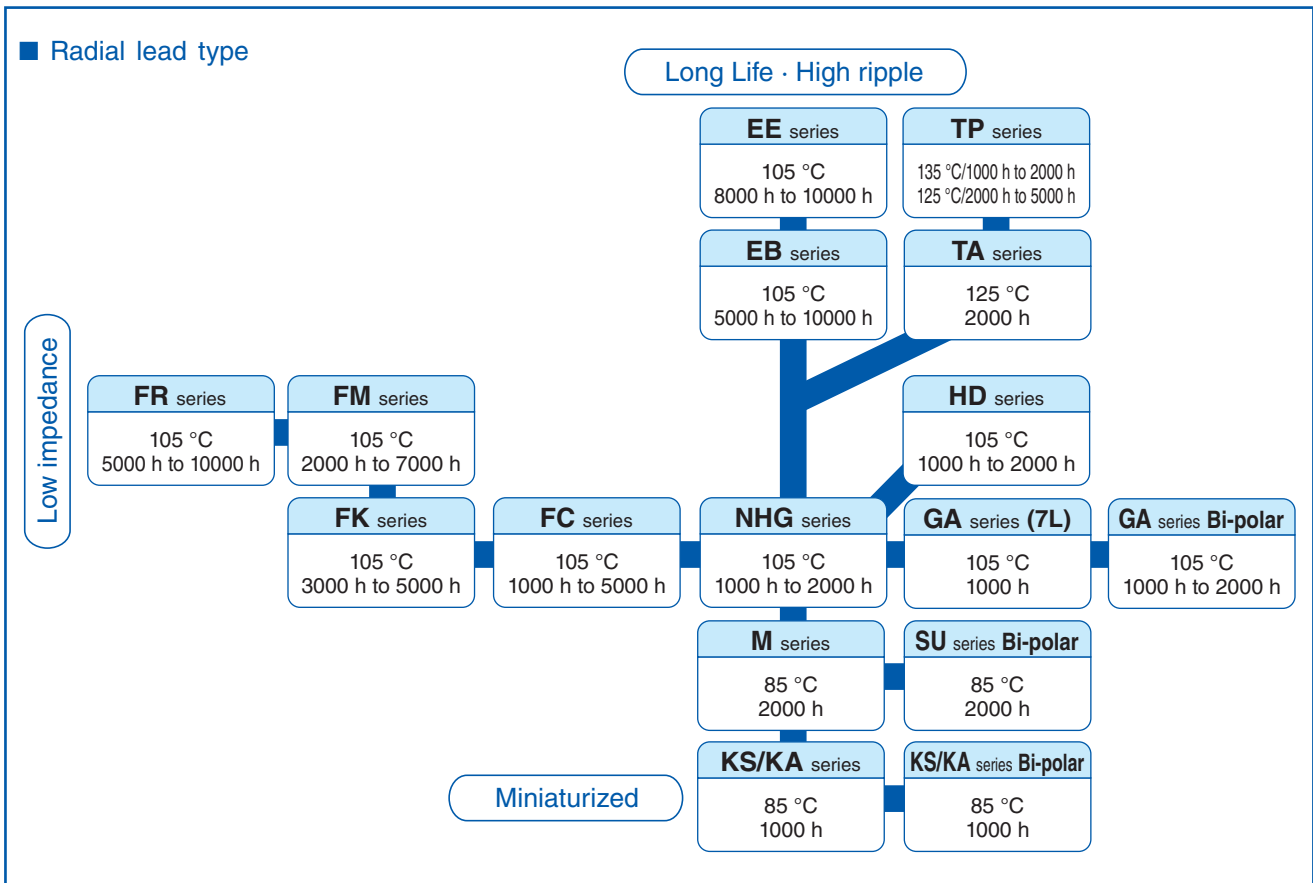 ■ Radial lead type
Long Life · High ripple
EE series
105 °C
8000 h to 10000 h
TP series
135 °C/1000 h to 2000 h
125 °C/2000 h to 5000 h
EB series
105 °C
5000 h to 10000 h
TA series
125 °C
2000 h
Low impedance
FR series
105 °C
5000 h to 10000 h
FM series
105 °C
2000 h to 7000 h
HD series
105 °C
1000 h to 2000 h
FK series
105 °C
3000 h to 5000 h
FC series
105 °C
1000 h to 5000 h
NHG series
105 °C
1000 h to 2000 h
GA series (7L)
105 °C
1000 h
GA series Bi-polar
105 °C
1000 h to 2000 h
M series
85 °C
2000 h
SU series Bi-polar
85 °C
2000 h
Miniaturized
KS/KA series
85 °C
1000 h
KS/KA series Bi-polar
85 °C
1000 h